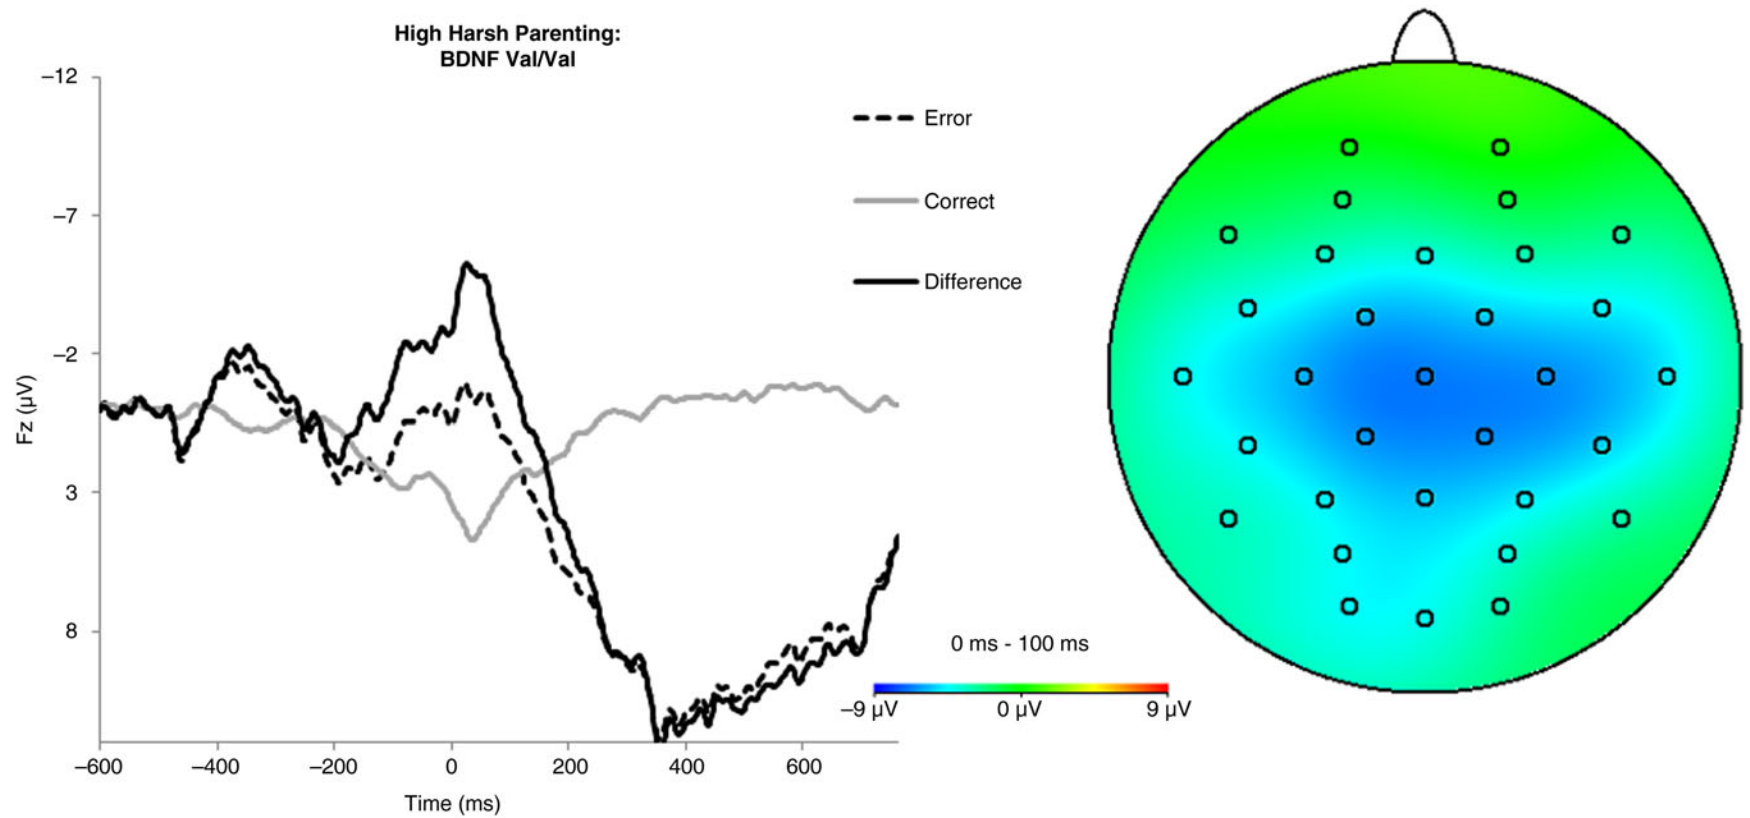 High Harsh Parenting:
BDNF Val/Val
–12
–7
–2
3
8
Fz (µV)
–600
–400
–200
0
200
400
600
Time (ms)
Error
Correct
Difference
0 ms - 100 ms
–9 µV
0 µV
9 µV